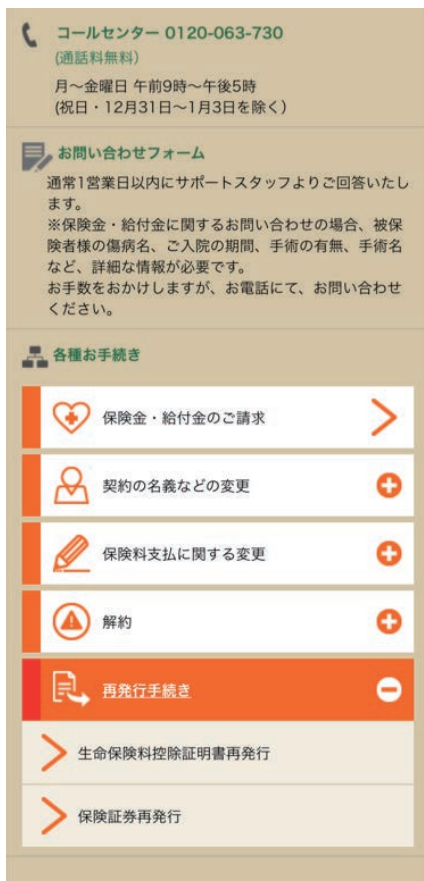 コールセンター 0120-063-730
(通話料無料)
月〜金曜日 午前9時〜午後5時
(祝日・12月31日〜1月3日を除く)
お問い合わせフォーム
通常1営業日以内にサポートスタッフよりご回答いたし
ます。
※保険金・給付金に関するお問い合わせの場合、被保
険者様の傷病名、ご入院の期間、手術の有無、手術名
など、詳細な情報が必要です。
お手数をおかけしますが、お電話にて、お問い合わせ
ください。
各種お手続き
保険金・給付金のご請求
契約の名義などの変更
保険料支払に関する変更
解約
再発行手続き
生命保険料控除証明書再発行
保険証券再発行